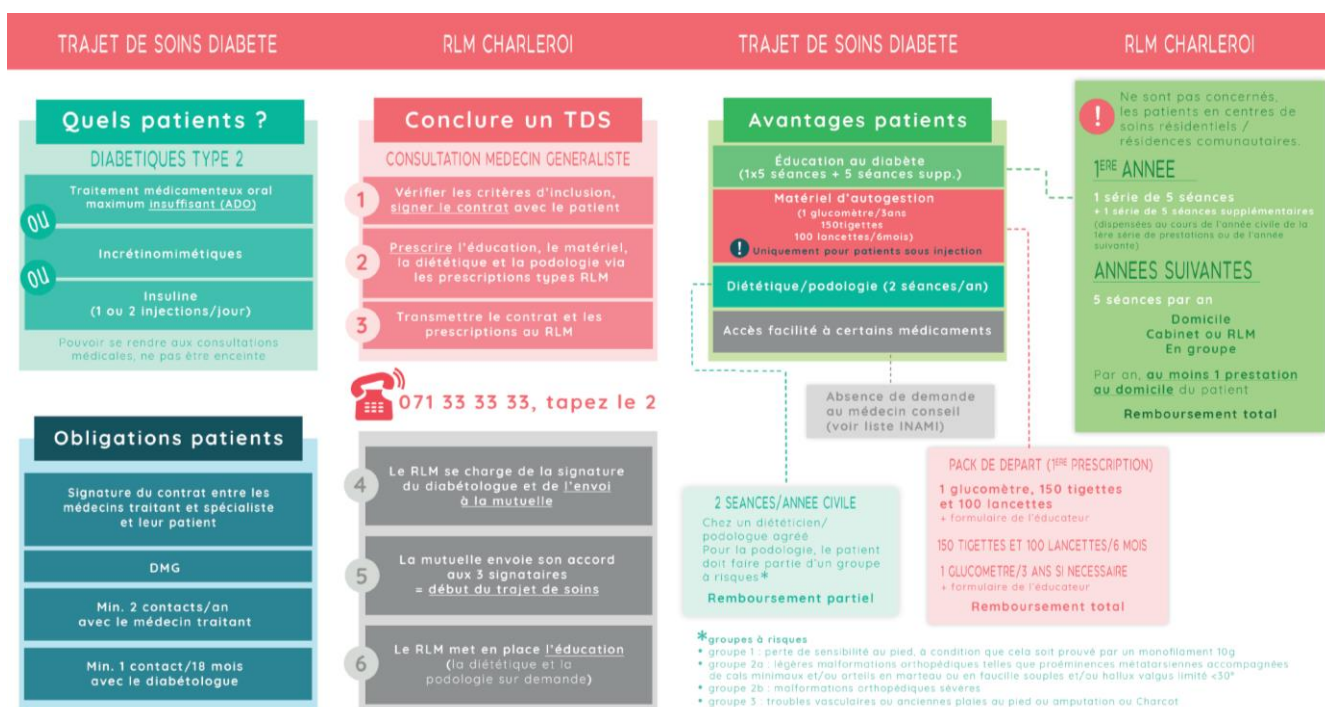 TRAJET DE SOINS DIABETE
RLM CHARLEROI
TRAJET DE SOINS DIABETE
RLM CHARLEROI
Quels patients ?
DIABETIQUES TYPE 2
Traitement médicamenteux oral
maximum insuffisant (ADO)
OU
Incrétinomimétiques
OU
Insuline
(1 ou 2 injections/jour)
Pouvoir se rendre aux consultations
médicales, ne pas être enceinte
Obligations patients
Signature du contrat entre les
médecins traitant et spécialiste
et leur patient
DMG
Min. 2 contacts/an
avec le médecin traitant
Min. 1 contact/18 mois
avec le diabétologue
Conclure un TDS
CONSULTATION MEDECIN GENERALISTE
1
Vérifier les critères d'inclusion,
signer le contrat avec le patient
2
Prescrire l'éducation, le matériel,
la diététique et la podologie via
les prescriptions types RLM
3
Transmettre le contrat et les
prescriptions au RLM
071 33 33 33, tapez le 2
4
Le RLM se charge de la signature
du diabétologue et de l'envoi
à la mutuelle
5
La mutuelle envoie son accord
aux 3 signataires
= début du trajet de soins
6
Le RLM met en place l'éducation
(la diététique et la
podologie sur demande)
Avantages patients
Éducation au diabète
(1x5 séances + 5 séances supp.)
Matériel d'autogestion
(1 glucomètre/3ans
150tigettes
100 lancettes/6mois)
! Uniquement pour patients sous injection
Diététique/podologie (2 séances/an)
Accès facilité à certains médicaments
Absence de demande
au médecin conseil
(voir liste INAMI)
2 SEANCES/ANNEE CIVILE
Chez un diététicien/
podologue agréé
Pour la podologie, le patient
doit faire partie d'un groupe
à risques*
Remboursement partiel
!
Ne sont pas concernés,
les patients en centres de
soins résidentiels /
résidences comunautaires.
1ERE ANNEE
1 série de 5 séances
+ 1 série de 5 séances supplémentaires
(dispensées au cours de l'année civile de la
1ère série de prestations ou de l'année
suivante)
ANNEES SUIVANTES
5 séances par an
Domicile
Cabinet ou RLM
En groupe
Par an, au moins 1 prestation
au domicile du patient
Remboursement total
PACK DE DEPART (1ERE PRESCRIPTION)
1 glucomètre, 150 tigettes
et 100 lancettes
+ formulaire de l'éducateur
150 TIGETTES ET 100 LANCETTES/6 MOIS
1 GLUCOMETRE/3 ANS SI NECESSAIRE
+ formulaire de l'éducateur
Remboursement total
*groupes à risques
• groupe 1 : perte de sensibilité au pied, à condition que cela soit prouvé par un monofilament 10g
• groupe 2a : légères malformations orthopédiques telles que proéminences métatarsiennes accompagnées
de cals minimaux et/ou orteils en marteau ou en faucille souples et/ou hallux valgus limité <30°
• groupe 2b : malformations orthopédiques sévères
• groupe 3 : troubles vasculaires ou anciennes plaies au pied ou amputation ou Charcot